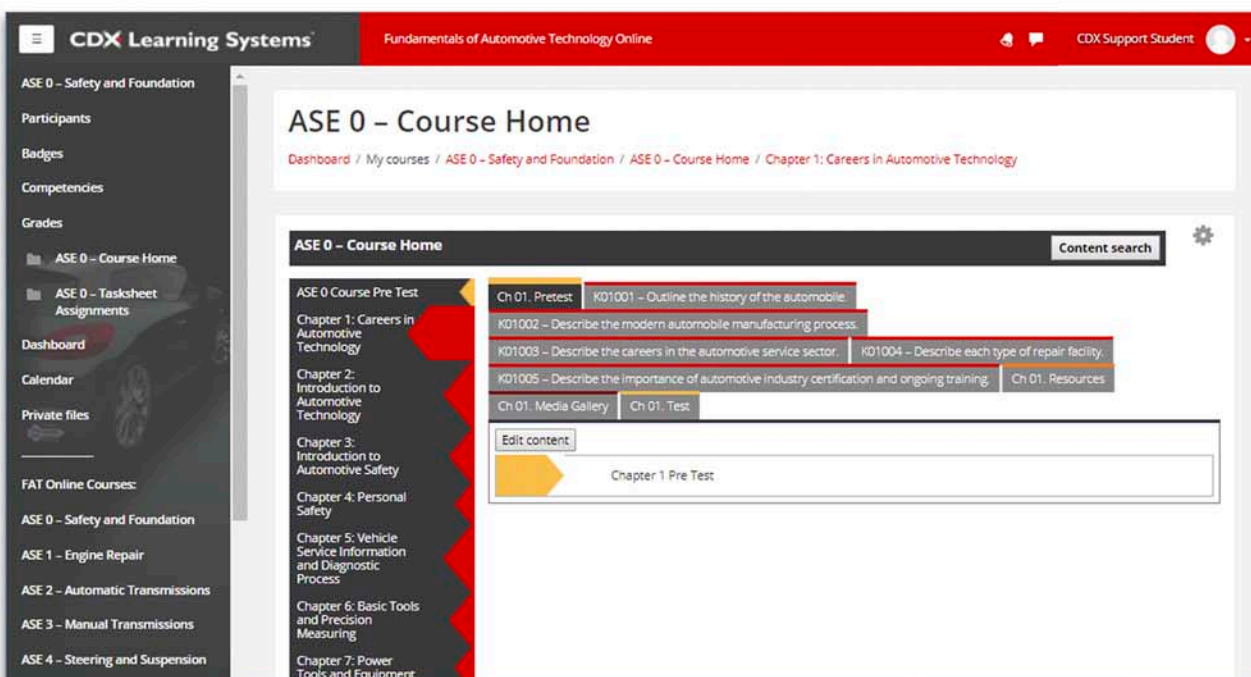 CDX Learning Systems
Fundamentals of Automotive Technology Online
CDX Support Student
ASE 0 – Safety and Foundation
Participants
Badges
Competencies
Grades
ASE 0 – Course Home
ASE 0 – Tasksheet
Assignments
Dashboard
Calendar
Private files
FAT Online Courses:
ASE 0 – Safety and Foundation
ASE 1 – Engine Repair
ASE 2 – Automatic Transmissions
ASE 3 – Manual Transmissions
ASE 4 – Steering and Suspension
ASE 0 – Course Home
Dashboard / My courses / ASE 0 – Safety and Foundation / ASE 0 – Course Home / Chapter 1: Careers in Automotive Technology
ASE 0 – Course Home
Content search
ASE 0 Course Pre Test
Chapter 1: Careers in
Automotive
Technology
Chapter 2:
Introduction to
Automotive
Technology
Chapter 3:
Introduction to
Automotive Safety
Chapter 4: Personal
Safety
Chapter 5: Vehicle
Service Information
and Diagnostic
Process
Chapter 6: Basic Tools
and Precision
Measuring
Chapter 7: Power
Tools and Equipment
Ch 01. Pretest
K01001 – Outline the history of the automobile.
K01002 – Describe the modern automobile manufacturing process.
K01003 – Describe the careers in the automotive service sector.
K01004 – Describe each type of repair facility.
K01005 – Describe the importance of automotive industry certification and ongoing training.
Ch 01. Resources
Ch 01. Media Gallery
Ch 01. Test
Edit content
Chapter 1 Pre Test